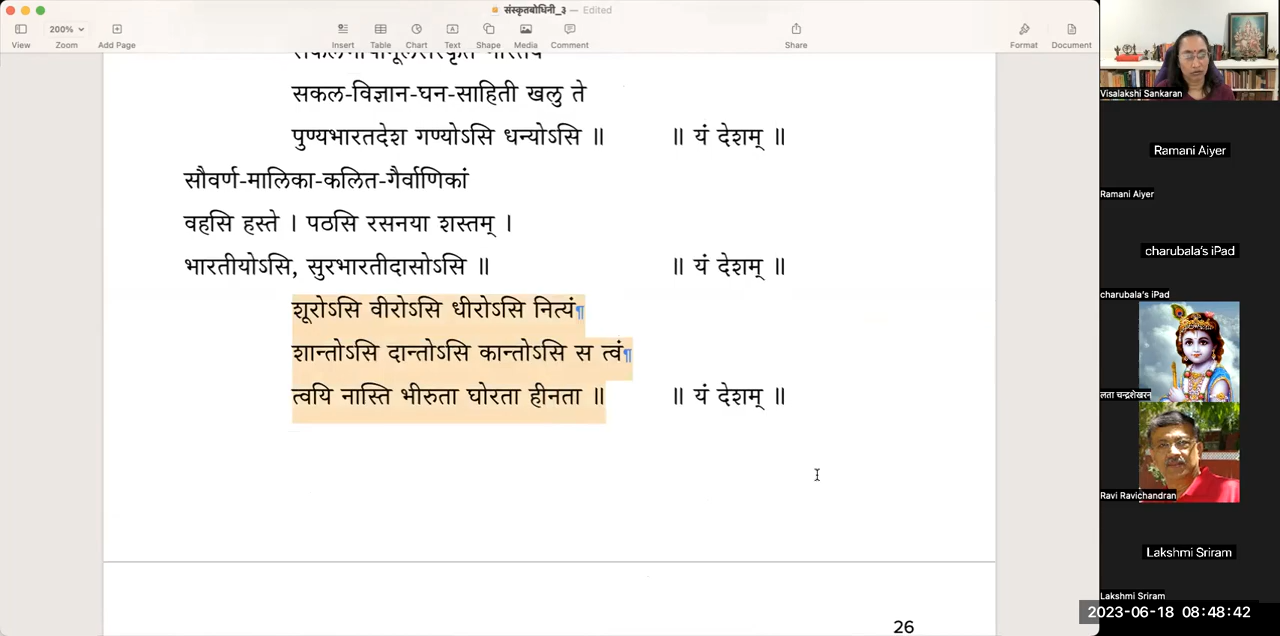 संस्कृतबोधिनी_३ — Edited
200%
View
Zoom
Add Page
Insert
Table
Chart
Text
Shape
Media
Comment
Share
Format
Document
सकल-विज्ञान-घन-साहिती खलु ते
पुण्यभारतदेश गण्योऽसि धन्योऽसि ॥ ॥ यं देशम् ॥
सौवर्ण-मालिका-कलित-गैर्वाणिकां
वहसि हस्ते । पठसि रसनया शस्तम् ।
भारतीयोऽसि, सुरभारतीदासोऽसि ॥ ॥ यं देशम् ॥
शूरोऽसि वीरोऽसि धीरोऽसि नित्यं¶
शान्तोऽसि दान्तोऽसि कान्तोऽसि स त्वं¶
त्वयि नास्ति भीरुता घोरता हीनता ॥ ॥ यं देशम् ॥
26
Visalakshi Sankaran
Ramani Aiyer
Ramani Aiyer
charubala's iPad
charubala's iPad
लता चन्द्रशेखरन
Ravi Ravichandran
Lakshmi Sriram
Lakshmi Sriram
2023-06-18 08:48:42